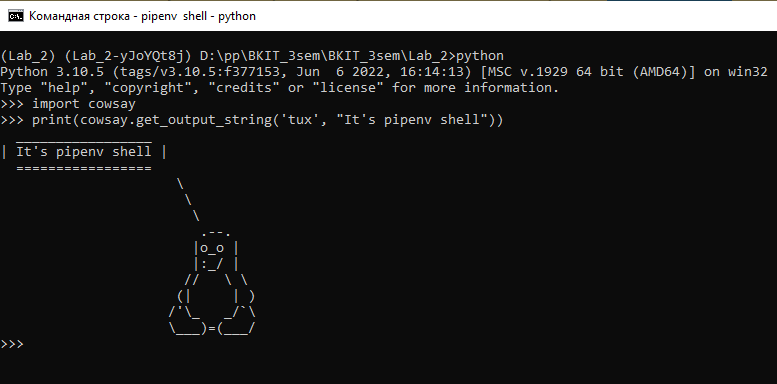 Командная строка - pipenv  shell - python
(Lab_2) (Lab_2-yJoYQt8j) D:\pp\BKIT_3sem\BKIT_3sem\Lab_2>python
Python 3.10.5 (tags/v3.10.5:f377153, Jun  6 2022, 16:14:13) [MSC v.1929 64 bit (AMD64)] on win32
Type "help", "copyright", "credits" or "license" for more information.
>>> import cowsay
>>> print(cowsay.get_output_string('tux', "It's pipenv shell"))
  _________________
| It's pipenv shell |
  =================
                      \
                       \
                        \
                         .--.
                        |o_o |
                        |:_/ |
                       //   \ \
                      (|     | )
                     /'\_   _/`\
                     \___)=(___/
>>>